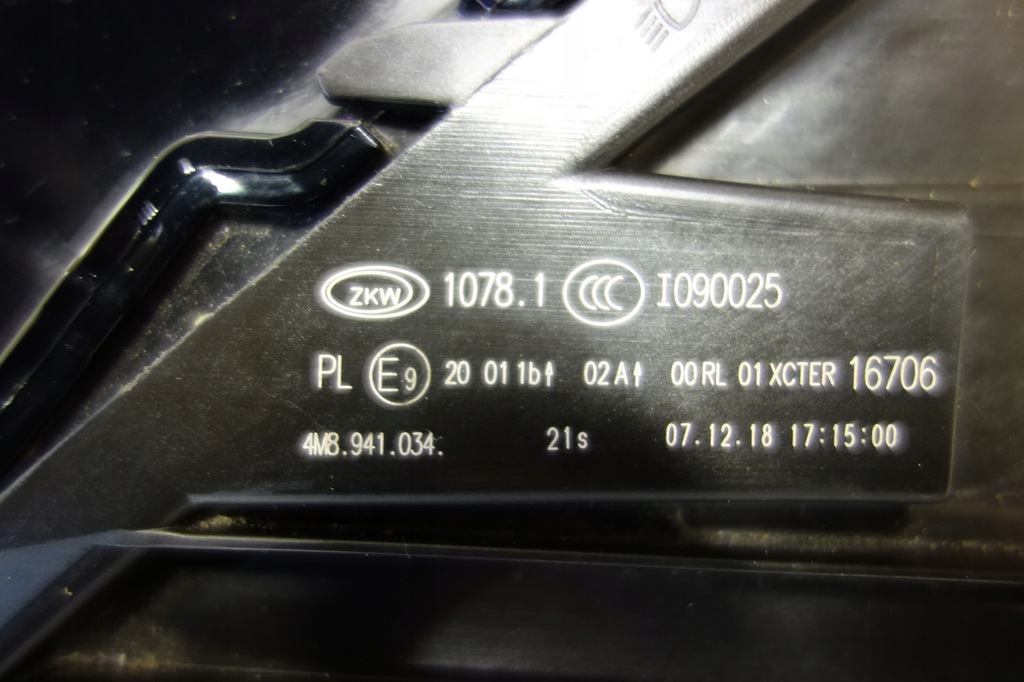 ZKW 1078.1 CCC I090025
PL E9 20 01 1b↑ 02A↑ 00RL 01XCTER 16706
4M8.941.034. 21s 07.12.18 17:15:00